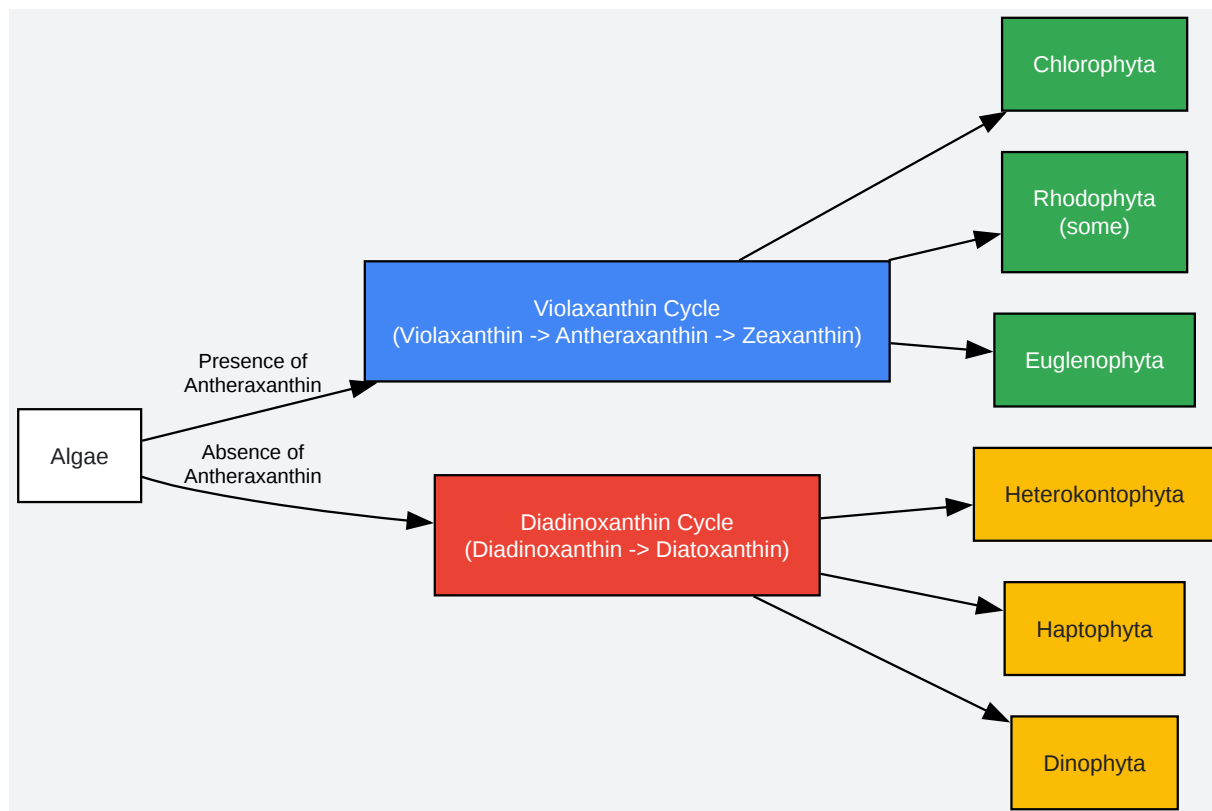 Chlorophyta
Rhodophyta
(some)
Violaxanthin Cycle
(Violaxanthin -> Antheraxanthin -> Zeaxanthin)
Euglenophyta
Presence of
Antheraxanthin
Algae
Absence of
Antheraxanthin
Heterokontophyta
Diadinoxanthin Cycle
(Diadinoxanthin -> Diatoxanthin)
Haptophyta
Dinophyta